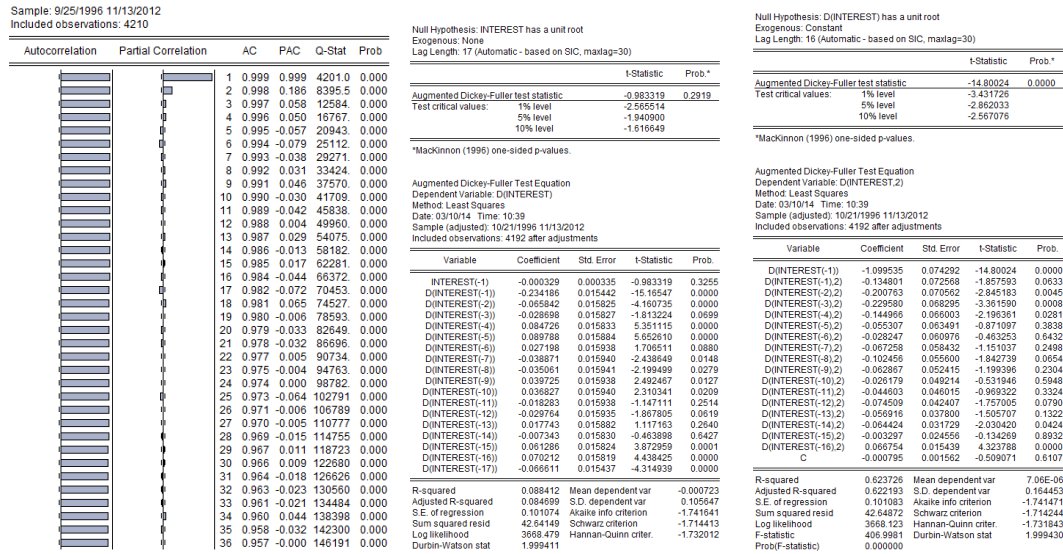 Sample: 9/25/1996 11/13/2012
Included observations: 4210
Autocorrelation Partial Correlation AC PAC Q-Stat Prob
1 0.999 0.999 4201.0 0.000
2 0.998 0.186 8395.5 0.000
3 0.997 0.058 12584. 0.000
4 0.996 0.050 16767. 0.000
5 0.995 -0.057 20943. 0.000
6 0.994 -0.079 25112. 0.000
7 0.993 -0.038 29271. 0.000
8 0.992 0.031 33424. 0.000
9 0.991 0.046 37570. 0.000
10 0.990 -0.030 41709. 0.000
11 0.989 -0.042 45838. 0.000
12 0.988 0.004 49960. 0.000
13 0.987 0.029 54075. 0.000
14 0.986 -0.013 58182. 0.000
15 0.985 0.017 62281. 0.000
16 0.984 -0.044 66372. 0.000
17 0.982 -0.072 70453. 0.000
18 0.981 0.065 74527. 0.000
19 0.980 -0.006 78593. 0.000
20 0.979 -0.033 82649. 0.000
21 0.978 -0.032 86696. 0.000
22 0.977 0.005 90734. 0.000
23 0.975 -0.004 94763. 0.000
24 0.974 0.000 98782. 0.000
25 0.973 -0.064 102791 0.000
26 0.971 -0.006 106789 0.000
27 0.970 -0.005 110777 0.000
28 0.969 -0.015 114755 0.000
29 0.967 0.011 118723 0.000
30 0.966 0.009 122680 0.000
31 0.964 -0.018 126626 0.000
32 0.963 -0.023 130560 0.000
33 0.961 -0.021 134484 0.000
34 0.960 0.044 138398 0.000
35 0.958 -0.032 142300 0.000
36 0.957 -0.000 146191 0.000
Null Hypothesis: INTEREST has a unit root
Exogenous: None
Lag Length: 17 (Automatic - based on SIC, maxlag=30)
t-Statistic Prob.*
Augmented Dickey-Fuller test statistic -0.983319 0.2919
Test critical values: 1% level -2.565514
5% level -1.940900
10% level -1.616649
*MacKinnon (1996) one-sided p-values.
Augmented Dickey-Fuller Test Equation
Dependent Variable: D(INTEREST)
Method: Least Squares
Date: 03/10/14 Time: 10:39
Sample (adjusted): 10/21/1996 11/13/2012
Included observations: 4192 after adjustments
Variable Coefficient Std. Error t-Statistic Prob.
INTEREST(-1) -0.000329 0.000335 -0.983319 0.3255
D(INTEREST(-1)) -0.234186 0.015442 -15.16547 0.0000
D(INTEREST(-2)) -0.065842 0.015825 -4.160735 0.0000
D(INTEREST(-3)) -0.028698 0.015827 -1.813224 0.0699
D(INTEREST(-4)) 0.084726 0.015833 5.351115 0.0000
D(INTEREST(-5)) 0.089788 0.015884 5.652610 0.0000
D(INTEREST(-6)) 0.027198 0.015938 1.706511 0.0880
D(INTEREST(-7)) -0.038871 0.015940 -2.438649 0.0148
D(INTEREST(-8)) -0.035061 0.015941 -2.199499 0.0279
D(INTEREST(-9)) 0.039725 0.015938 2.492467 0.0127
D(INTEREST(-10)) 0.036827 0.015940 2.310341 0.0209
D(INTEREST(-11)) -0.018283 0.015938 -1.147111 0.2514
D(INTEREST(-12)) -0.029764 0.015935 -1.867805 0.0619
D(INTEREST(-13)) 0.017743 0.015882 1.117163 0.2640
D(INTEREST(-14)) -0.007343 0.015830 -0.463898 0.6427
D(INTEREST(-15)) 0.061286 0.015824 3.872959 0.0001
D(INTEREST(-16)) 0.070212 0.015819 4.438425 0.0000
D(INTEREST(-17)) -0.066611 0.015437 -4.314939 0.0000
R-squared 0.088412 Mean dependent var -0.000723
Adjusted R-squared 0.084699 S.D. dependent var 0.105647
S.E. of regression 0.101074 Akaike info criterion -1.741641
Sum squared resid 42.64149 Schwarz criterion -1.714413
Log likelihood 3668.479 Hannan-Quinn criter. -1.732012
Durbin-Watson stat 1.999411
Null Hypothesis: D(INTEREST) has a unit root
Exogenous: Constant
Lag Length: 16 (Automatic - based on SIC, maxlag=30)
t-Statistic Prob.*
Augmented Dickey-Fuller test statistic -14.80024 0.0000
Test critical values: 1% level -3.431726
5% level -2.862033
10% level -2.567076
*MacKinnon (1996) one-sided p-values.
Augmented Dickey-Fuller Test Equation
Dependent Variable: D(INTEREST,2)
Method: Least Squares
Date: 03/10/14 Time: 10:39
Sample (adjusted): 10/21/1996 11/13/2012
Included observations: 4192 after adjustments
Variable Coefficient Std. Error t-Statistic Prob.
D(INTEREST(-1)) -1.099535 0.074292 -14.80024 0.0000
D(INTEREST(-1),2) -0.134801 0.072568 -1.857593 0.0633
D(INTEREST(-2),2) -0.200763 0.070562 -2.845183 0.0045
D(INTEREST(-3),2) -0.229580 0.068295 -3.361590 0.0008
D(INTEREST(-4),2) -0.144966 0.066003 -2.196361 0.0281
D(INTEREST(-5),2) -0.055307 0.063491 -0.871097 0.3838
D(INTEREST(-6),2) -0.028247 0.060976 -0.463253 0.6432
D(INTEREST(-7),2) -0.067258 0.058432 -1.151037 0.2498
D(INTEREST(-8),2) -0.102456 0.055600 -1.842739 0.0654
D(INTEREST(-9),2) -0.062867 0.052415 -1.199396 0.2304
D(INTEREST(-10),2) -0.026179 0.049214 -0.531946 0.5948
D(INTEREST(-11),2) -0.044603 0.046015 -0.969322 0.3324
D(INTEREST(-12),2) -0.074509 0.042407 -1.757005 0.0790
D(INTEREST(-13),2) -0.056916 0.037800 -1.505707 0.1322
D(INTEREST(-14),2) -0.064424 0.031729 -2.030420 0.0424
D(INTEREST(-15),2) -0.003297 0.024556 -0.134269 0.8932
D(INTEREST(-16),2) 0.066754 0.015439 4.323788 0.0000
C -0.000795 0.001562 -0.509071 0.6107
R-squared 0.623726 Mean dependent var 7.06E-06
Adjusted R-squared 0.622193 S.D. dependent var 0.164453
S.E. of regression 0.101083 Akaike info criterion -1.741471
Sum squared resid 42.64872 Schwarz criterion -1.714244
Log likelihood 3668.123 Hannan-Quinn criter. -1.731843
F-statistic 406.9981 Durbin-Watson stat 1.999433
Prob(F-statistic) 0.000000